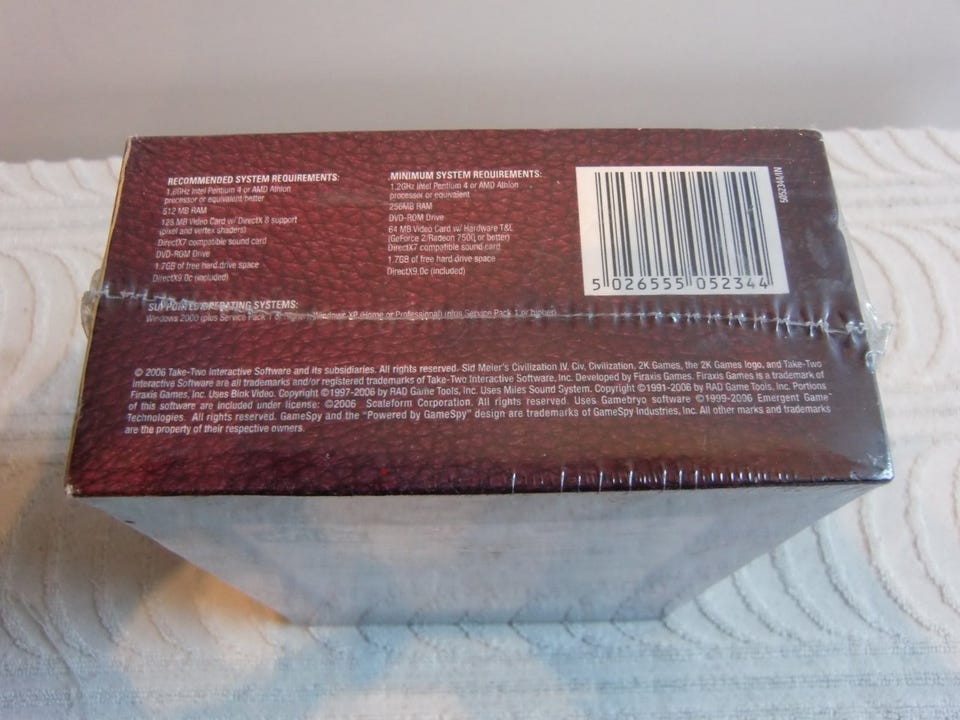 RECOMMENDED SYSTEM REQUIREMENTS:
1.8GHz Intel Pentium 4 or AMD Athlon
processor or equivalent better
512 MB RAM
128 MB Video Card w/ DirectX 8 support
(pixel and vertex shaders)
DirectX7 compatible sound card
DVD-ROM Drive
1.7GB of free hard drive space
DirectX9.0c (included)
MINIMUM SYSTEM REQUIREMENTS:
1.2GHz Intel Pentium 4 or AMD Athlon
processor or equivalent
256MB RAM
DVD-ROM Drive
64 MB Video Card w/ Hardware T&L
(GeForce 2/Radeon 7500 or better)
DirectX7 compatible sound card
1.7GB of free hard drive space
DirectX9.0c (included)
5052344/IN
5 026555 052344
SUPPORTED OPERATING SYSTEMS:
Windows 2000 (plus Service Pack 1 or higher), Windows XP (Home or Professional) (plus Service Pack 1 or higher)
© 2006 Take-Two Interactive Software and its subsidiaries. All rights reserved. Sid Meier's Civilization IV. Civ, Civilization, 2K Games, the 2K Games logo, and Take-Two
Interactive Software are all trademarks and/or registered trademarks of Take-Two Interactive Software, Inc. Developed by Firaxis Games. Firaxis Games is a trademark of
Firaxis Games, Inc. Uses Bink Video. Copyright ©1997-2006 by RAD Game Tools, Inc. Uses Miles Sound System. Copyright ©1991-2006 by RAD Game Tools, Inc. Portions
of this software are included under license: ©2006 Scaleform Corporation. All rights reserved. Uses Gamebryo software ©1999-2006 Emergent Game
Technologies. All rights reserved. GameSpy and the "Powered by GameSpy" design are trademarks of GameSpy Industries, Inc. All other marks and trademarks
are the property of their respective owners.